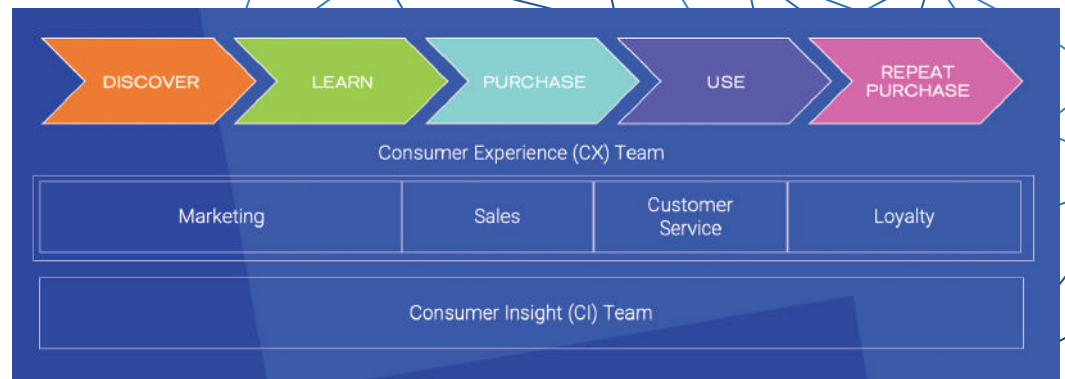 DISCOVER
LEARN
PURCHASE
USE
REPEAT
PURCHASE
Consumer Experience (CX) Team
Marketing
Sales
Customer
Service
Loyalty
Consumer Insight (CI) Team